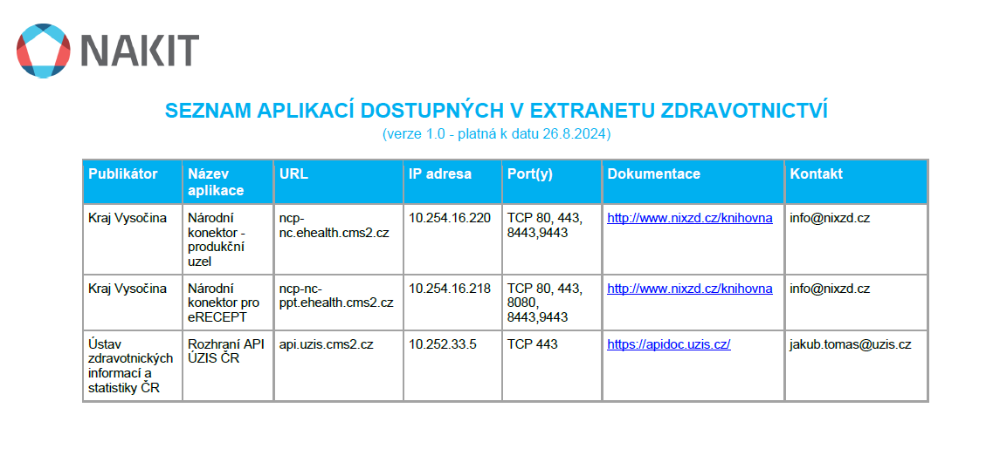 NAKIT
SEZNAM APLIKACÍ DOSTUPNÝCH V EXTRANETU ZDRAVOTNICTVÍ
(verze 1.0 - platná k datu 26.8.2024)
Publikátor
Název
aplikace
URL
IP adresa
Port(y)
Dokumentace
Kontakt
Kraj Vysočina
Národní
konektor -
produkční
uzel
ncp-
nc.ehealth.cms2.cz
10.254.16.220
TCP 80, 443,
8443,9443
http://www.nixzd.cz/knihovna
info@nixzd.cz
Kraj Vysočina
Národní
konektor pro
eRECEPT
ncp-nc-
ppt.ehealth.cms2.cz
10.254.16.218
TCP 80, 443,
8080,
8443,9443
http://www.nixzd.cz/knihovna
info@nixzd.cz
Ústav
zdravotnických
informací a
statistiky ČR
Rozhraní API
ÚZIS ČR
api.uzis.cms2.cz
10.252.33.5
TCP 443
https://apidoc.uzis.cz/
jakub.tomas@uzis.cz